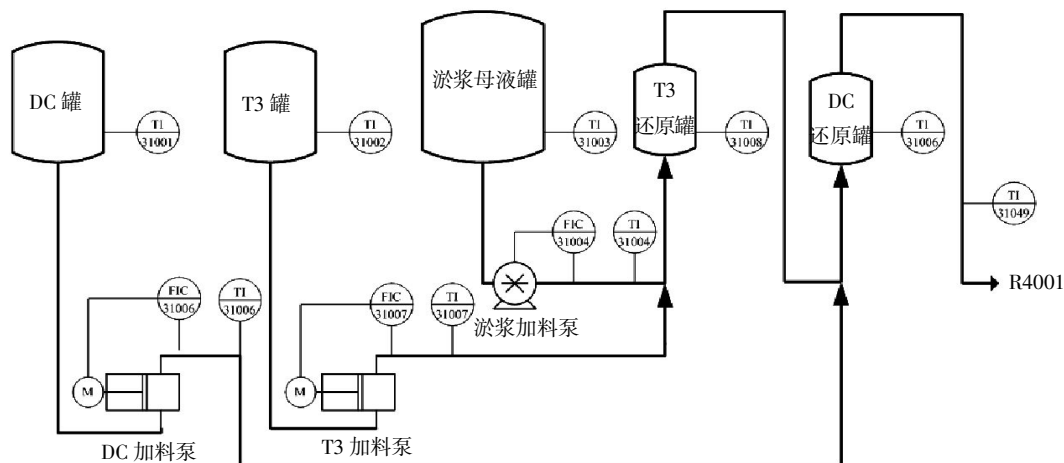 DC 罐
TI
31001
T3 罐
TI
31002
淤浆母液罐
TI
31003
T3
还原罐
TI
31008
DC
还原罐
TI
31006
TI
31049
R4001
FIC
31004
TI
31004
淤浆加料泵
FIC
31006
TI
31006
M
DC 加料泵
FIC
31007
TI
31007
M
T3 加料泵